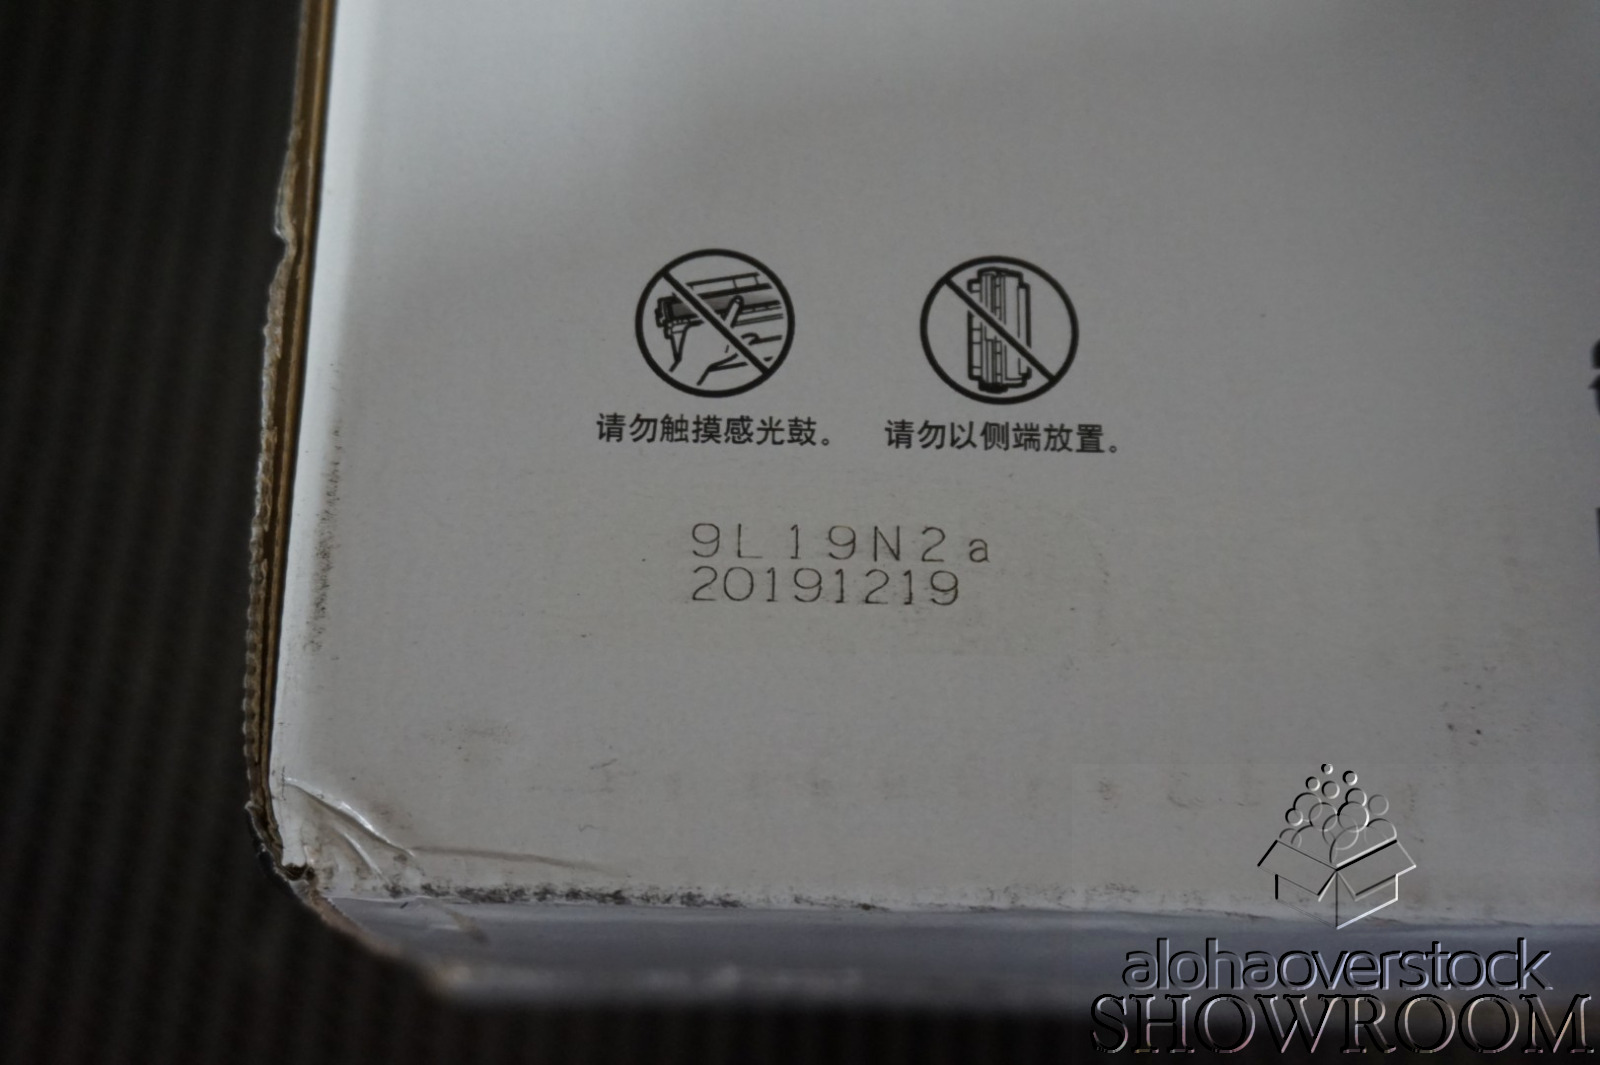 请勿触摸感光鼓。 请勿以侧端放置。
9L19N2a
20191219
alohaoverstock
SHOWROOM